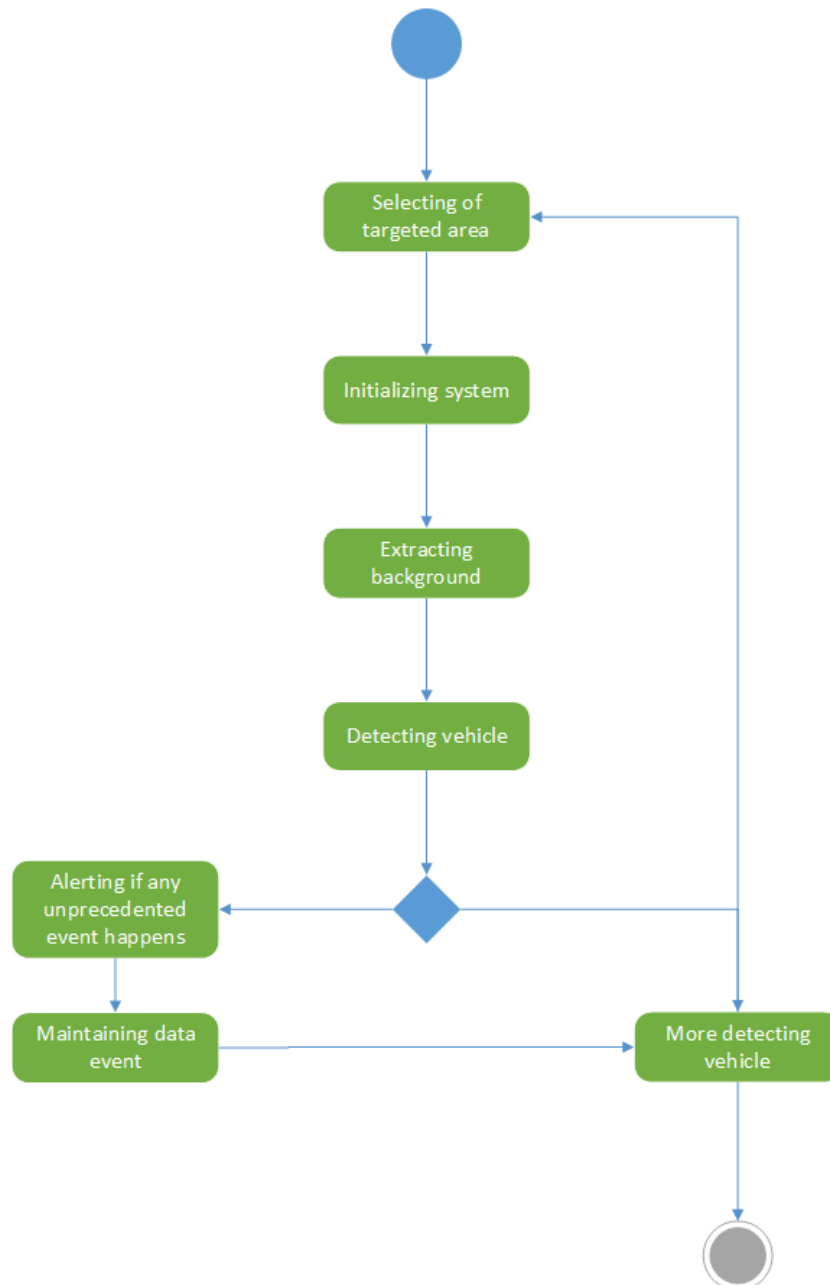 Selecting of
targeted area
Initializing system
Extracting
background
Detecting vehicle
Alerting if any
unprecedented
event happens
Maintaining data
event
More detecting
vehicle